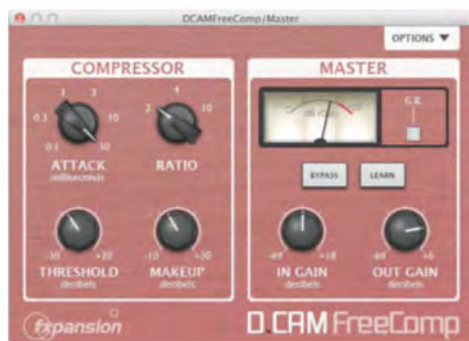 DCAMFreeComp/Master
OPTIONS
COMPRESSOR
MASTER
1 3
0.3 10
0.1 30
ATTACK
milliseconds
4
2 10
RATIO
G.R.
BYPASS LEARN
-30 +20
THRESHOLD
decibels
-10 +30
MAKEUP
decibels
+18
IN GAIN
decibels
+6
OUT GAIN
decibels
fxpansion
D.CAM FreeComp